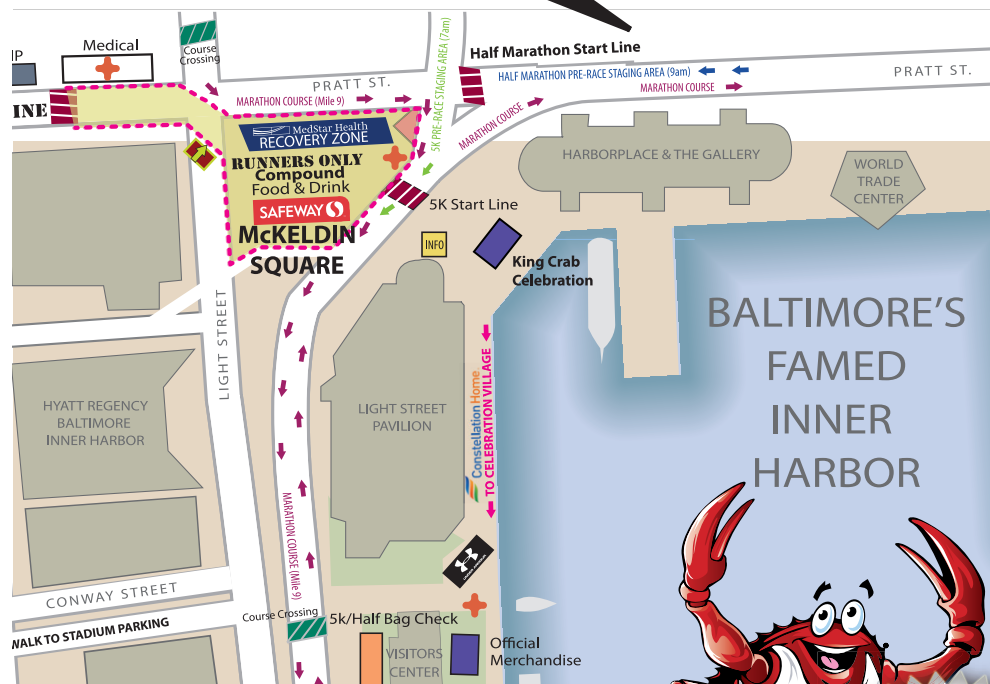 IP
Medical
Course
Crossing
5K PRE-RACE STAGING AREA (7am)
Half Marathon Start Line
HALF MARATHON PRE-RACE STAGING AREA (9am)
PRATT ST.
MARATHON COURSE
PRATT ST.
MARATHON COURSE (Mile 9)
MARATHON COURSE
INE
MedStar Health
RECOVERY ZONE
RUNNERS ONLY
Compound
Food & Drink
SAFEWAY
McKELDIN
SQUARE
HARBORPLACE & THE GALLERY
WORLD
TRADE
CENTER
5K Start Line
INFO
King Crab
Celebration
LIGHT STREET
BALTIMORE'S
FAMED
INNER
HARBOR
HYATT REGENCY
BALTIMORE
INNER HARBOR
LIGHT STREET
PAVILION
Constellation Home
TO CELEBRATION VILLAGE
MARATHON COURSE (Mile 9)
UNDER ARMOUR
CONWAY STREET
WALK TO STADIUM PARKING
Course Crossing
5k/Half Bag Check
VISITORS
CENTER
Official
Merchandise